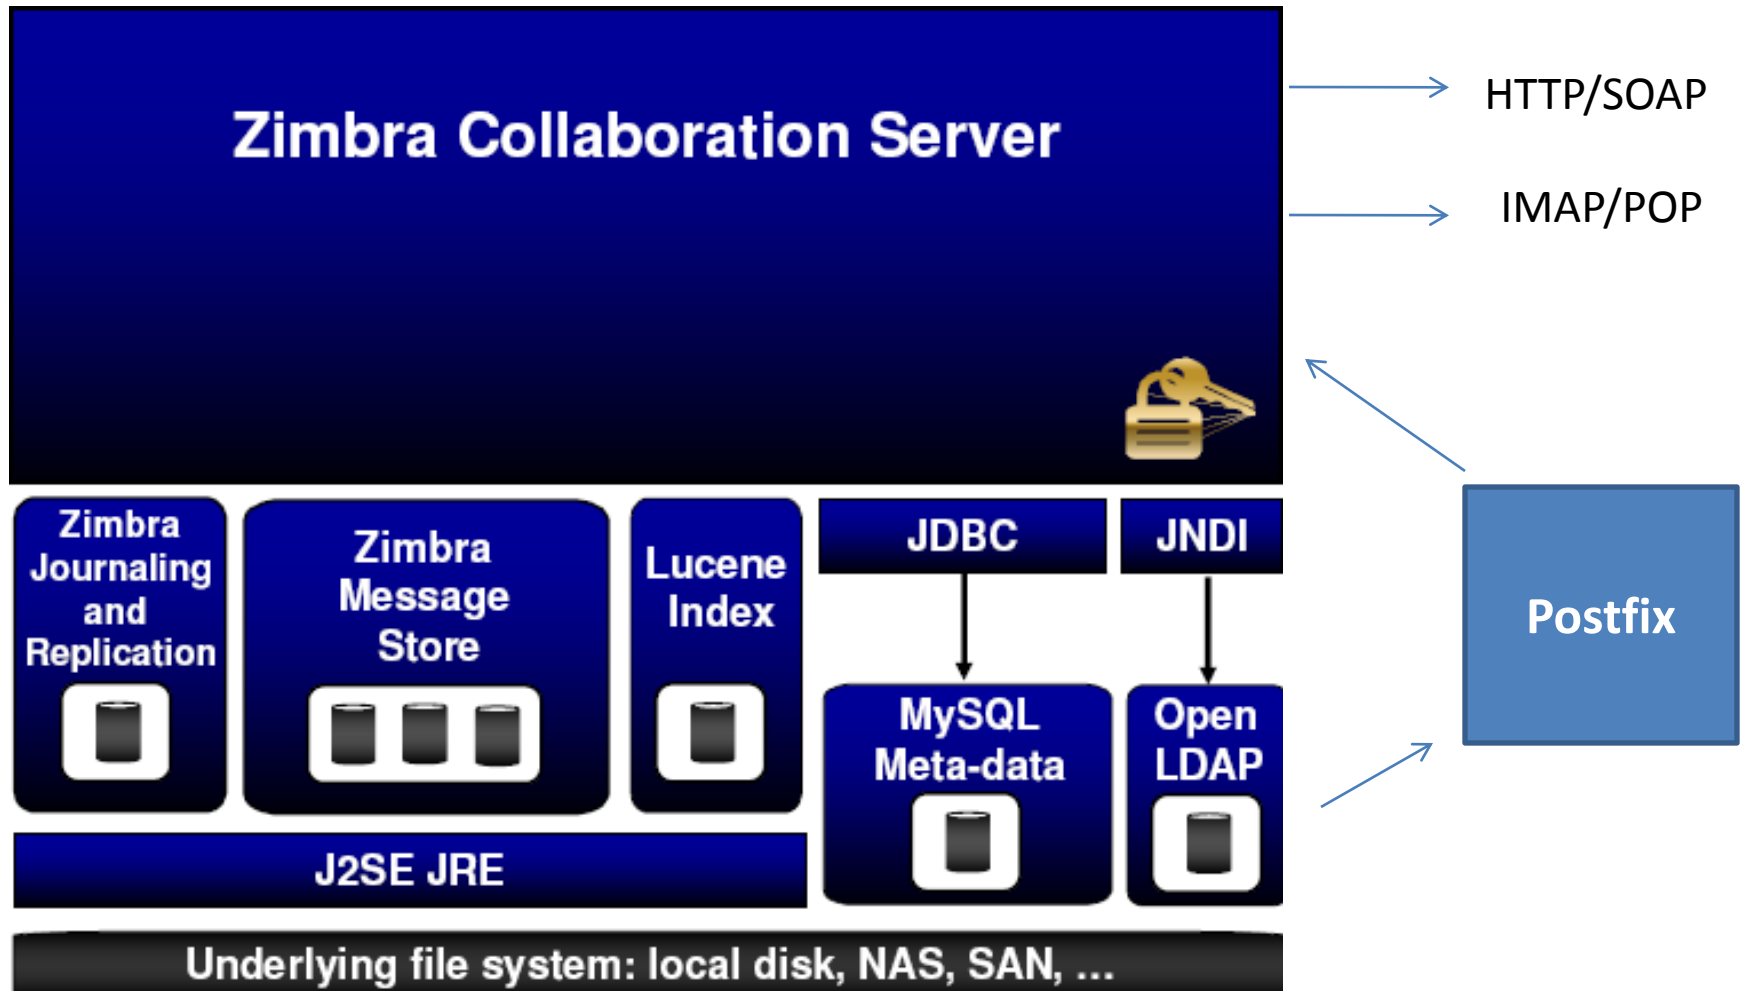 Zimbra Collaboration Server
HTTP/SOAP
IMAP/POP
Zimbra
Journaling
and
Replication
Zimbra
Message
Store
Lucene
Index
JDBC
JNDI
MySQL
Meta-data
Open
LDAP
Postfix
J2SE JRE
Underlying file system: local disk, NAS, SAN, ...